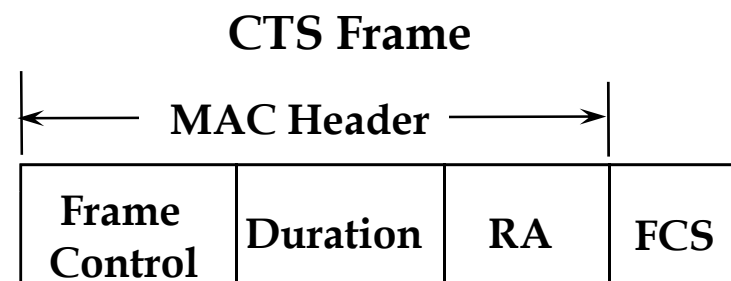 CTS Frame
MAC Header
Frame Control
Duration
RA
FCS